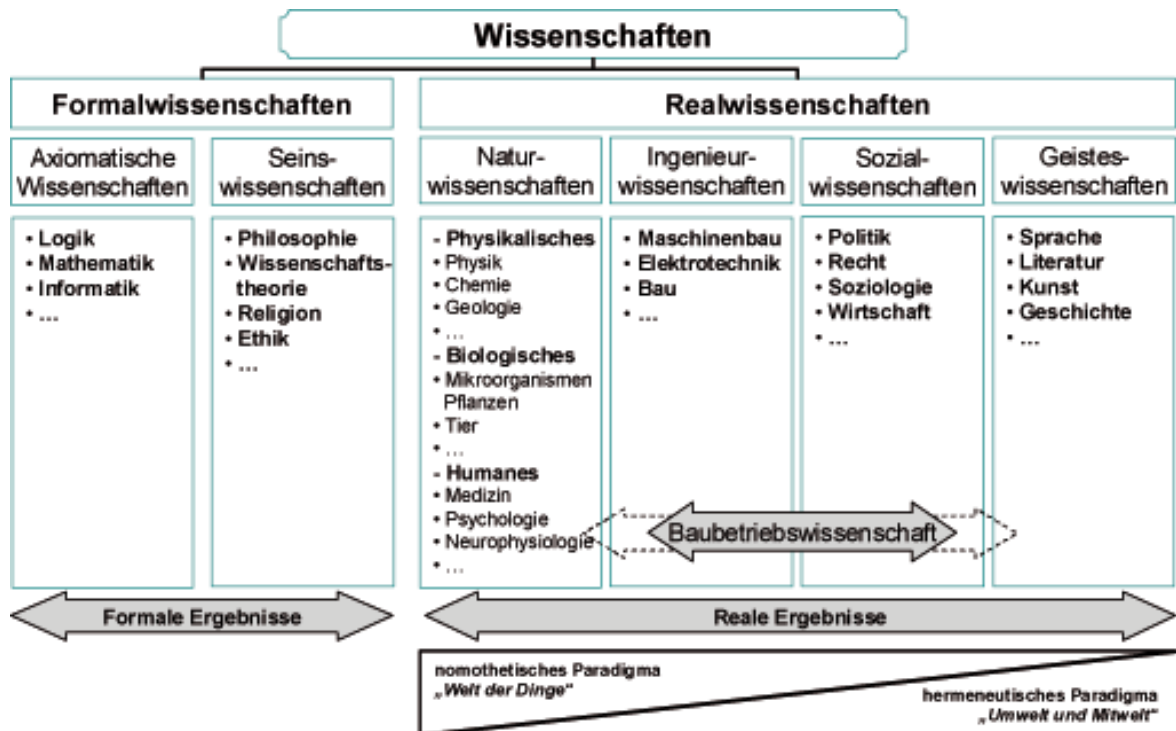 Wissenschaften
Formalwissenschaften
Realwissenschaften
Axiomatische
Wissenschaften
Seins-
wissenschaften
Natur-
wissenschaften
Ingenieur-
wissenschaften
Sozial-
wissenschaften
Geistes-
wissenschaften
• Logik
• Mathematik
• Informatik
• ...
• Philosophie
• Wissenschafts-
theorie
• Religion
• Ethik
• ...
- Physikalisches
• Physik
• Chemie
• Geologie
• ...
- Biologisches
• Mikroorganismen
Pflanzen
• Tier
• ...
- Humanes
• Medizin
• Psychologie
• Neurophysiologie
• ...
• Maschinenbau
• Elektrotechnik
• Bau
• ...
• Politik
• Recht
• Soziologie
• Wirtschaft
• ...
• Sprache
• Literatur
• Kunst
• Geschichte
• ...
Baubetriebswissenschaft
Formale Ergebnisse
Reale Ergebnisse
nomothetisches Paradigma
„Welt der Dinge“
hermeneutisches Paradigma
„Umwelt und Mitwelt“